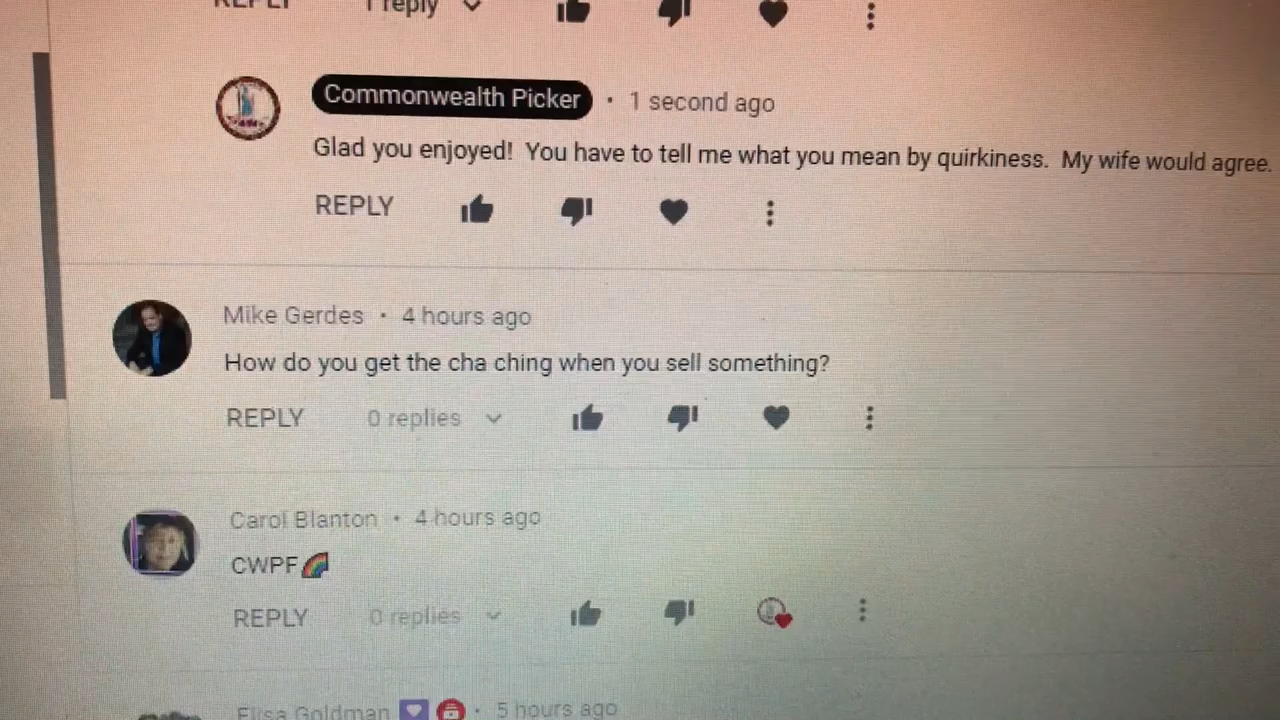 REPLY 1 reply
Commonwealth Picker • 1 second ago
Glad you enjoyed! You have to tell me what you mean by quirkiness. My wife would agree.
REPLY
Mike Gerdes • 4 hours ago
How do you get the cha ching when you sell something?
REPLY 0 replies
Carol Blanton • 4 hours ago
CWPF🌈
REPLY 0 replies
Elisa Goldman • 5 hours ago